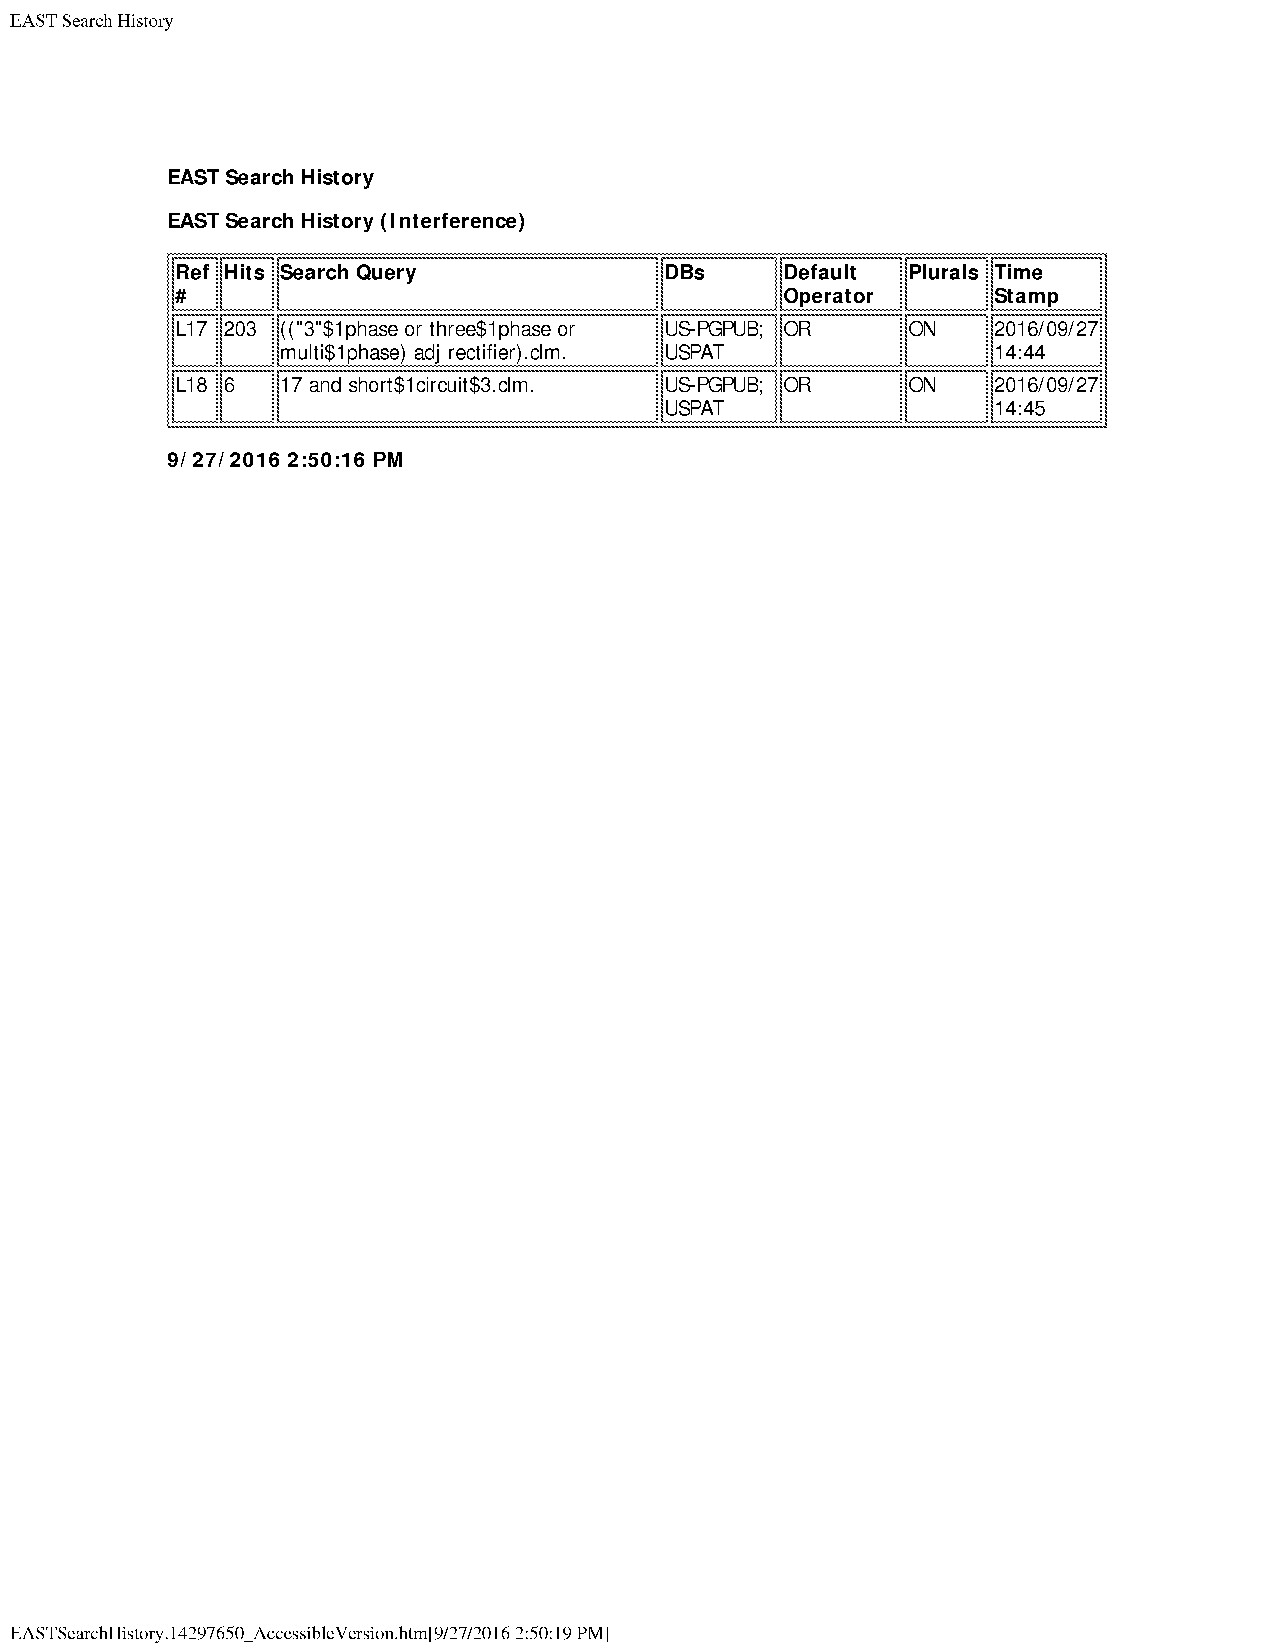 EAST Search History
EAST Search History
EAST Search History (Interference)
Ref # Hits Search Query DBs Default Operator Plurals Time Stamp
L17 203 (("3"$1phase or three$1phase or multi$1phase) adj rectifier).clm. US-PGPUB; USPAT OR ON 2016/09/27 14:44
L18 6 17 and short$1circuit$3.clm. US-PGPUB; USPAT OR ON 2016/09/27 14:45
9/27/2016 2:50:16 PM
EASTSearchHistory.14297650_AccessibleVersion.htm[9/27/2016 2:50:19 PM]